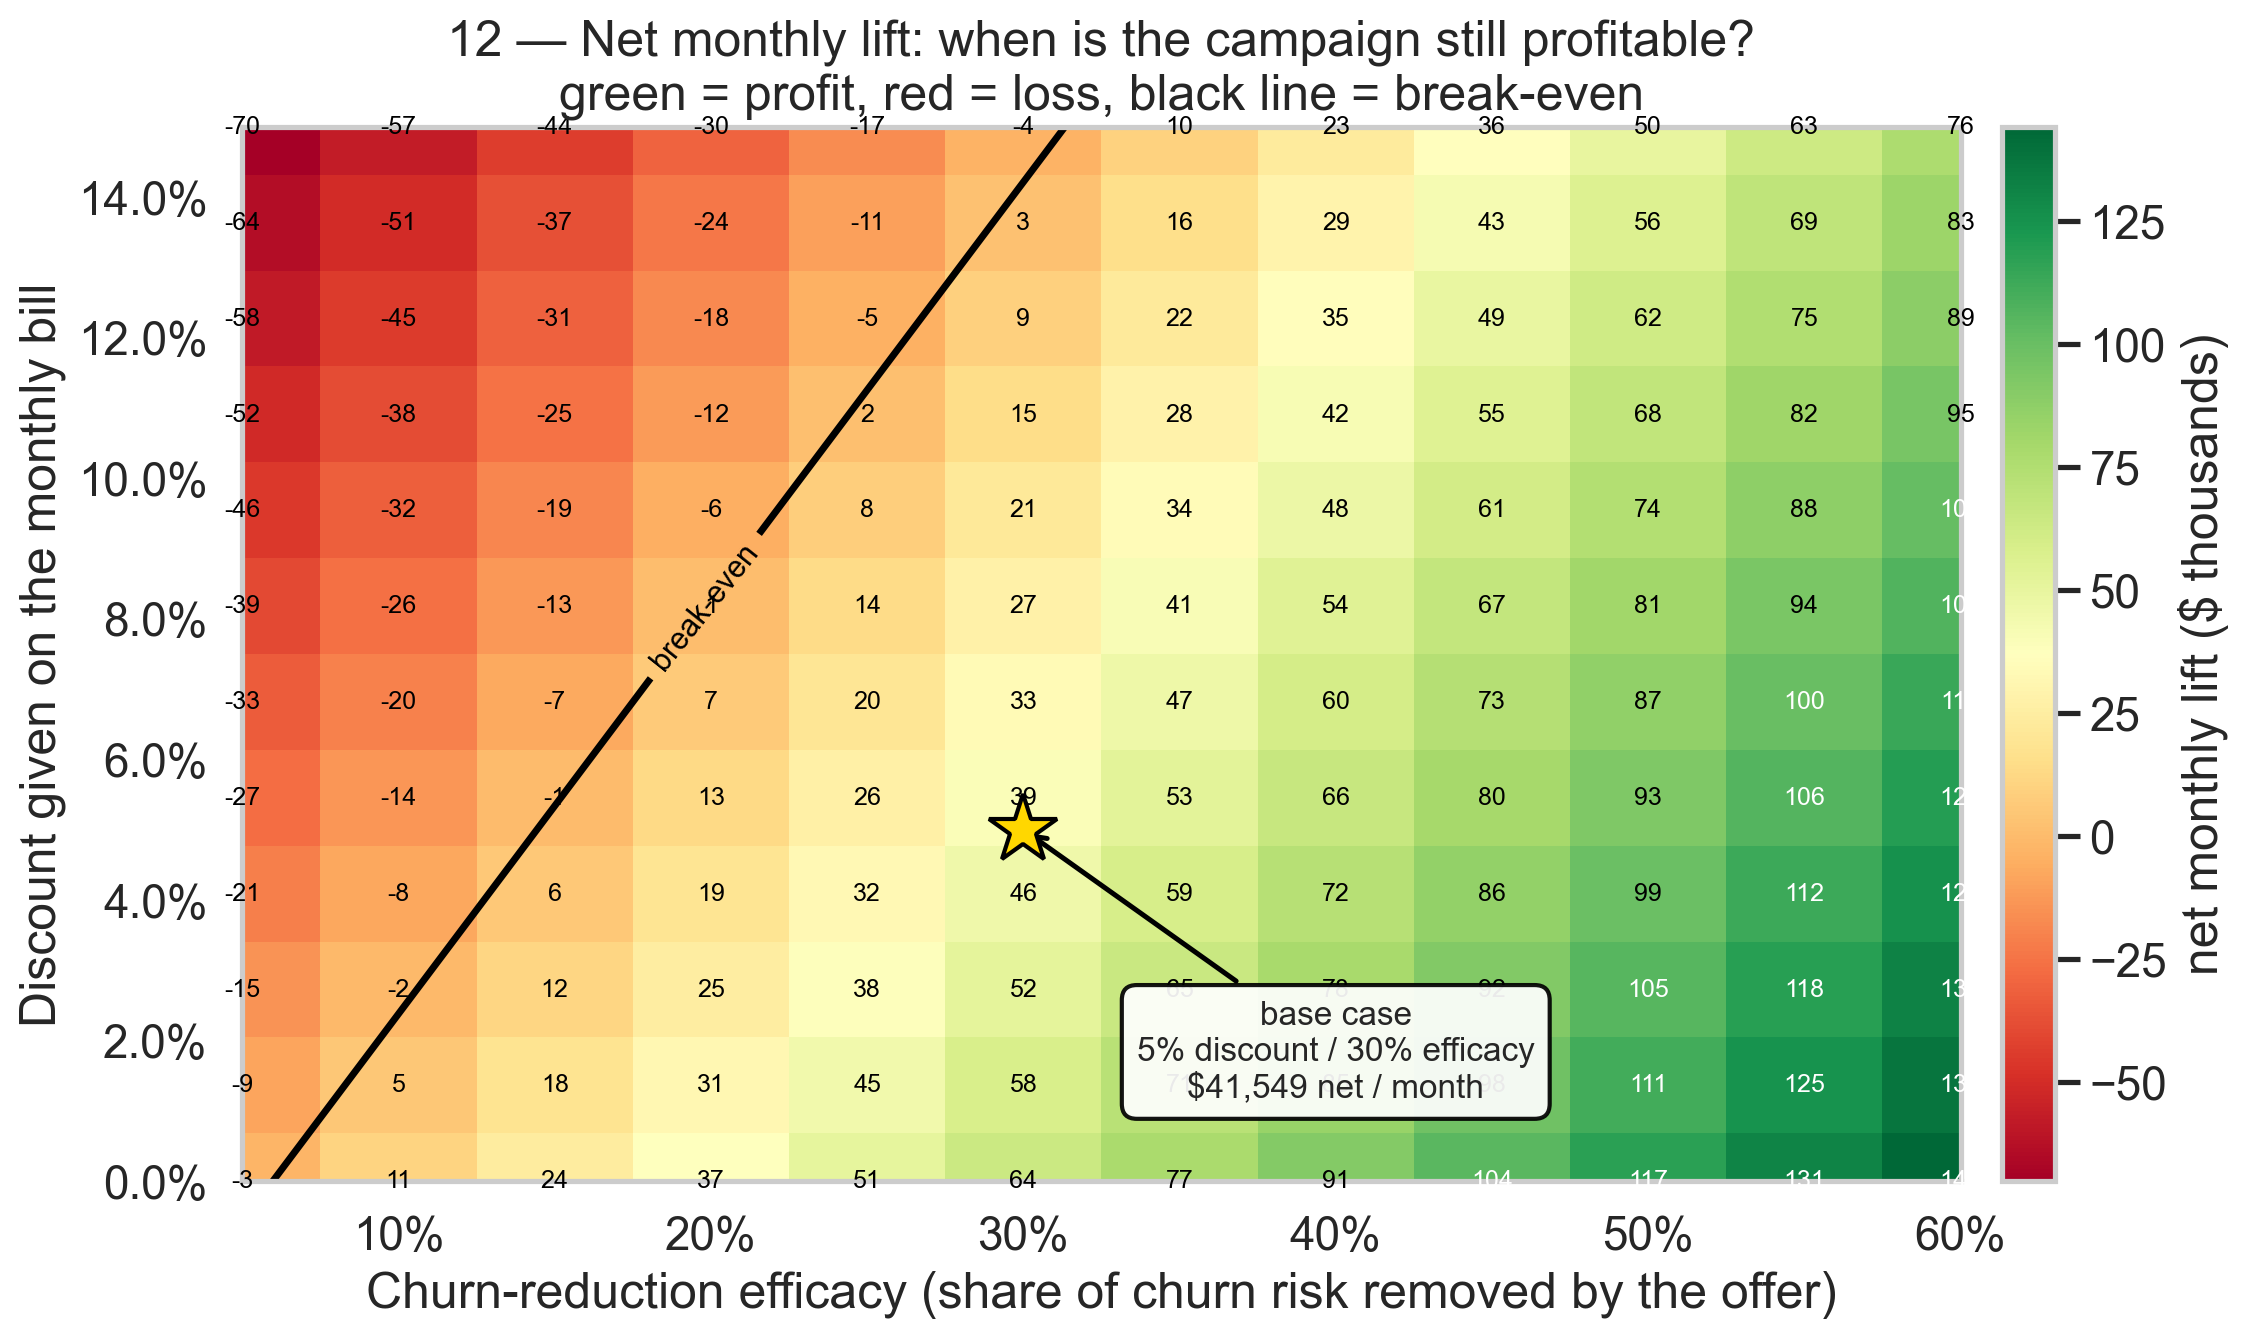 12 — Net monthly lift: when is the campaign still profitable?
green = profit, red = loss, black line = break-even
-70 -57 -44 -30 -17 -4 10 23 36 50 63 76
14.0%
-64 -51 -37 -24 -11 3 16 29 43 56 69 83
12.0%
-58 -45 -31 -18 -5 9 22 35 49 62 75 89
-52 -38 -25 -12 2 15 28 42 55 68 82 95
10.0%
-46 -32 -19 -6 8 21 34 48 61 74 88
8.0%
-39 -26 -13 14 27 41 54 67 81 94
break-even
-33 -20 -7 7 20 33 47 60 73 87 100
6.0%
-27 -14 -1 13 26 39 53 66 80 93 106
4.0%
-21 -8 6 19 32 46 59 72 86 99 112
-15 -2 12 25 38 52 65 78 92 105 118
2.0%
-9 5 18 31 45 58 71 98 111 125
base case
5% discount / 30% efficacy
$41,549 net / month
0.0%
-3 11 24 37 51 64 77 91 104 117 131
10% 20% 30% 40% 50% 60%
Churn-reduction efficacy (share of churn risk removed by the offer)
Discount given on the monthly bill
125
100
75
50
25
0
−25
−50
net monthly lift ($ thousands)